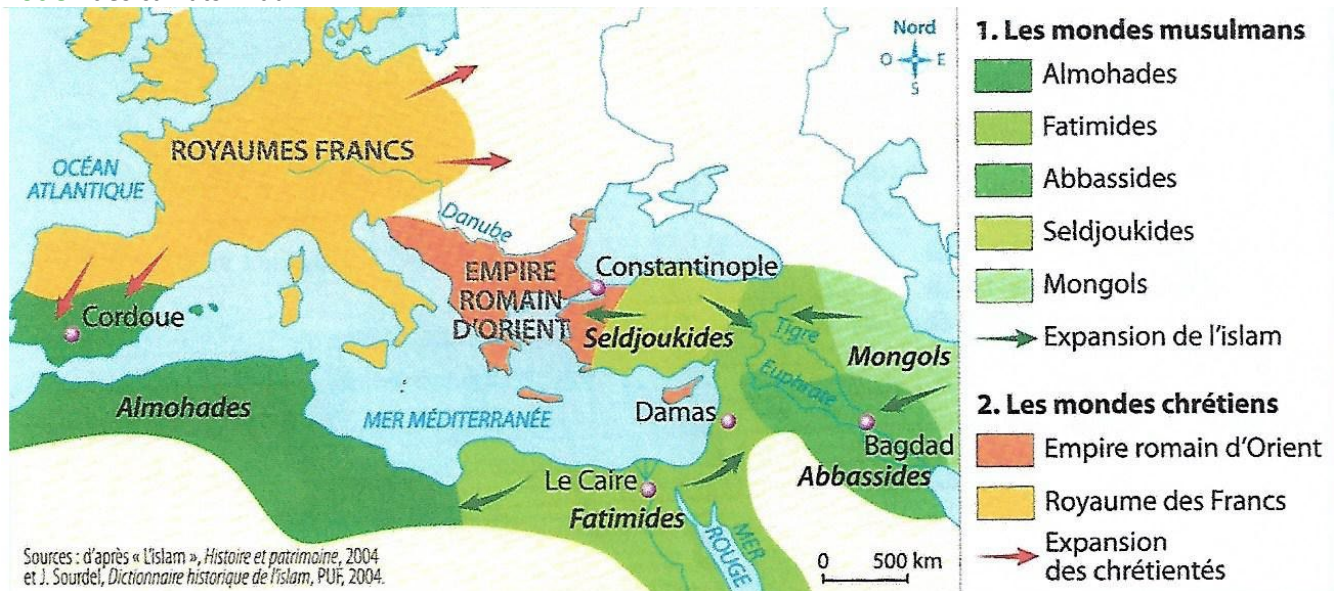 Nord
O E
S
ROYAUMES FRANCS
OCÉAN
ATLANTIQUE
Danube
EMPIRE
ROMAIN
D'ORIENT
Constantinople
Cordoue
Seldjoukides
Tigre
Mongols
Euphrate
Almohades
MER MÉDITERRANÉE
Damas
Bagdad
Abbassides
Le Caire
Fatimides
MER
ROUGE
0 500 km
Sources : d'après « L'islam », Histoire et patrimoine, 2004
et J. Sourdel, Dictionnaire historique de l'islam, PUF, 2004.
1. Les mondes musulmans
Almohades
Fatimides
Abbassides
Seldjoukides
Mongols
Expansion de l'islam
2. Les mondes chrétiens
Empire romain d'Orient
Royaume des Francs
Expansion
des chrétientés